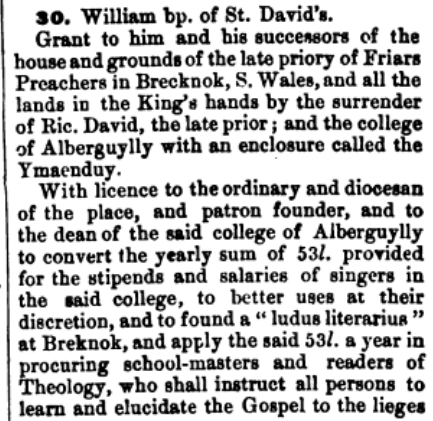 30. William bp. of St. David's.
Grant to him and his successors of the
house and grounds of the late priory of Friars
Preachers in Brecknok, S. Wales, and all the
lands in the King's hands by the surrender
of Ric. David, the late prior; and the college
of Alberguylly with an enclosure called the
Ymaenduy.
With licence to the ordinary and diocesan
of the place, and patron founder, and to
the dean of the said college of Alberguylly
to convert the yearly sum of 53l. provided
for the stipends and salaries of singers in
the said college, to better uses at their
discretion, and to found a "ludus literarius"
at Breknok, and apply the said 53l. a year in
procuring school-masters and readers of
Theology, who shall instruct all persons to
learn and elucidate the Gospel to the lieges